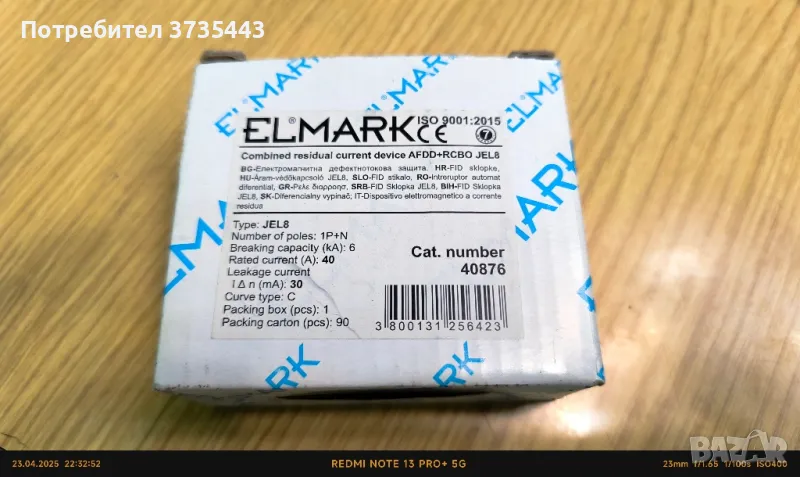 Потребител 3735443
ELMARK
ELMARK
ELMARK® CE ISO 9001:2015 7
Combined residual current device AFDD+RCBO JEL8
BG-Електромагнитна дефектнотокова защита, HR-FID sklopke,
HU-Áram-védőkapcsoló JEL8, SLO-FID stikalo, RO-Intreruptor automat
diferential, GR-Ρελε διαρροησ, SRB-FID Sklopka JEL8, BIH-FID Sklopka
JEL8, SK-Diferencialny vypinač, IT-Dispositivo elettromagnetico a corrente
residua
Type: JEL8
Number of poles: 1P+N
Breaking capacity (kA): 6
Rated current (A): 40
Leakage current
I Δ n (mA): 30
Curve type: C
Packing box (pcs): 1
Packing carton (pcs): 90
Cat. number
40876
3 800131 256423
23.04.2025 22:32:52
REDMI NOTE 13 PRO+ 5G
23mm f/1.65 1/100s ISO400
bazar